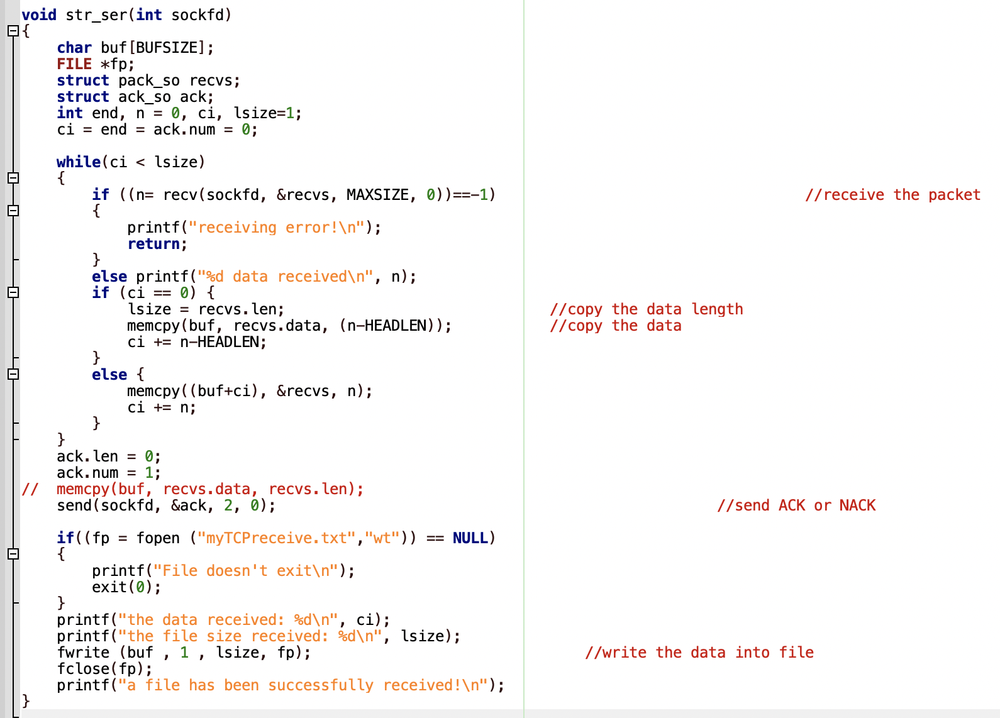 void str_ser(int sockfd)
{
    char buf[BUFSIZE];
    FILE *fp;
    struct pack_so recvs;
    struct ack_so ack;
    int end, n = 0, ci, lsize=1;
    ci = end = ack.num = 0;

    while(ci < lsize)
    {
        if ((n= recv(sockfd, &recvs, MAXSIZE, 0))==-1)                                   //receive the packet
        {
            printf("receiving error!\n");
            return;
        }
        else printf("%d data received\n", n);
        if (ci == 0) {
            lsize = recvs.len;                              //copy the data length
            memcpy(buf, recvs.data, (n-HEADLEN));           //copy the data
            ci += n-HEADLEN;
        }
        else {
            memcpy((buf+ci), &recvs, n);
            ci += n;
        }
    }
    ack.len = 0;
    ack.num = 1;
//  memcpy(buf, recvs.data, recvs.len);
    send(sockfd, &ack, 2, 0);                                                  //send ACK or NACK

    if((fp = fopen ("myTCPreceive.txt","wt")) == NULL)
    {
        printf("File doesn't exit\n");
        exit(0);
    }
    printf("the data received: %d\n", ci);
    printf("the file size received: %d\n", lsize);
    fwrite (buf , 1 , lsize, fp);                               //write the data into file
    fclose(fp);
    printf("a file has been successfully received!\n");
}